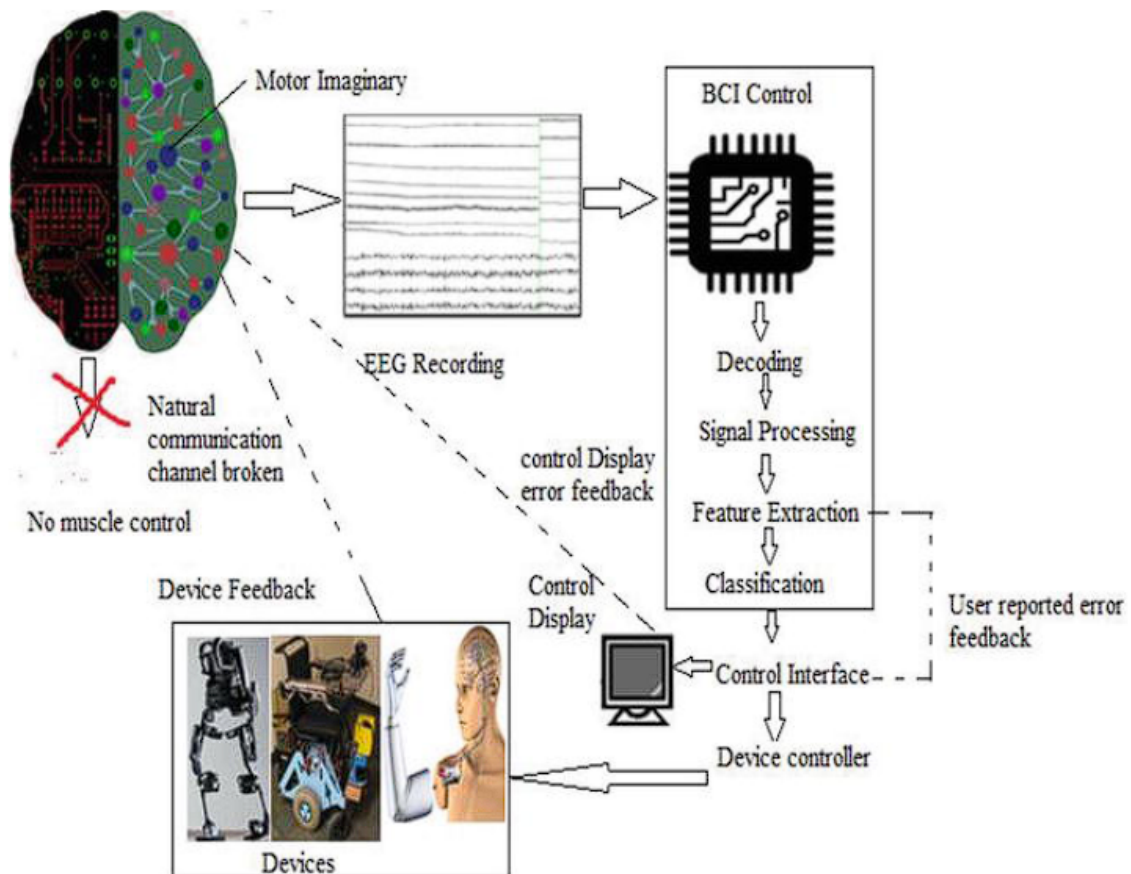 Motor Imaginary
BCI Control
EEG Recording
Decoding
Natural
communication
channel broken
Signal Processing
control Display
error feedback
Feature Extraction
No muscle control
Device Feedback
Control
Display
Classification
User reported error
feedback
Control Interface
Device controller
Devices